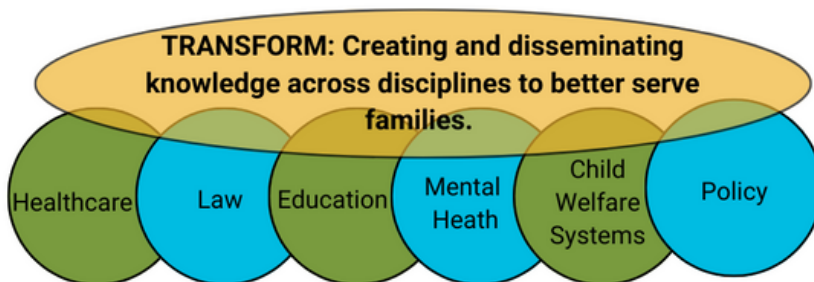 TRANSFORM: Creating and disseminating
knowledge across disciplines to better serve
families.
Healthcare
Law
Education
Mental
Heath
Child
Welfare
Systems
Policy